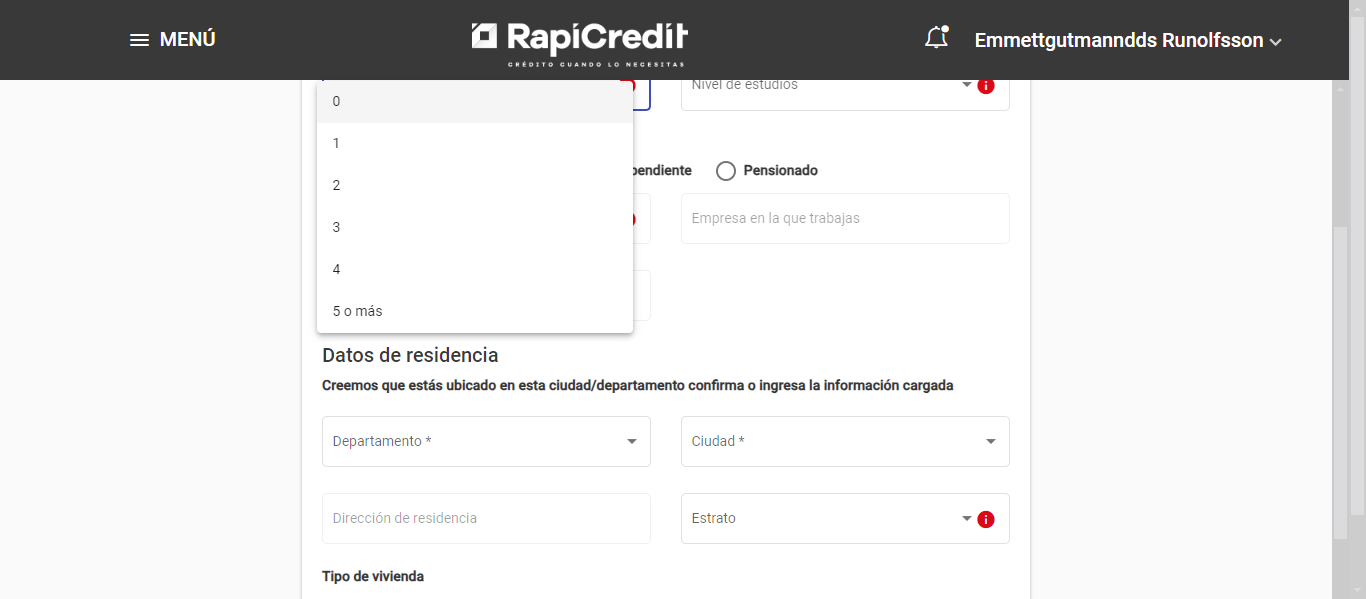 MENÚ
RapiCredit
CRÉDITO CUANDO LO NECESITAS
Emmettgutmanndds Runolfsson
0
Nivel de estudios
1
pendiente
Pensionado
2
3
Empresa en la que trabajas
4
5 o más
Datos de residencia
Creemos que estás ubicado en esta ciudad/departamento confirma o ingresa la información cargada
Departamento *
Ciudad *
Dirección de residencia
Estrato
Tipo de vivienda